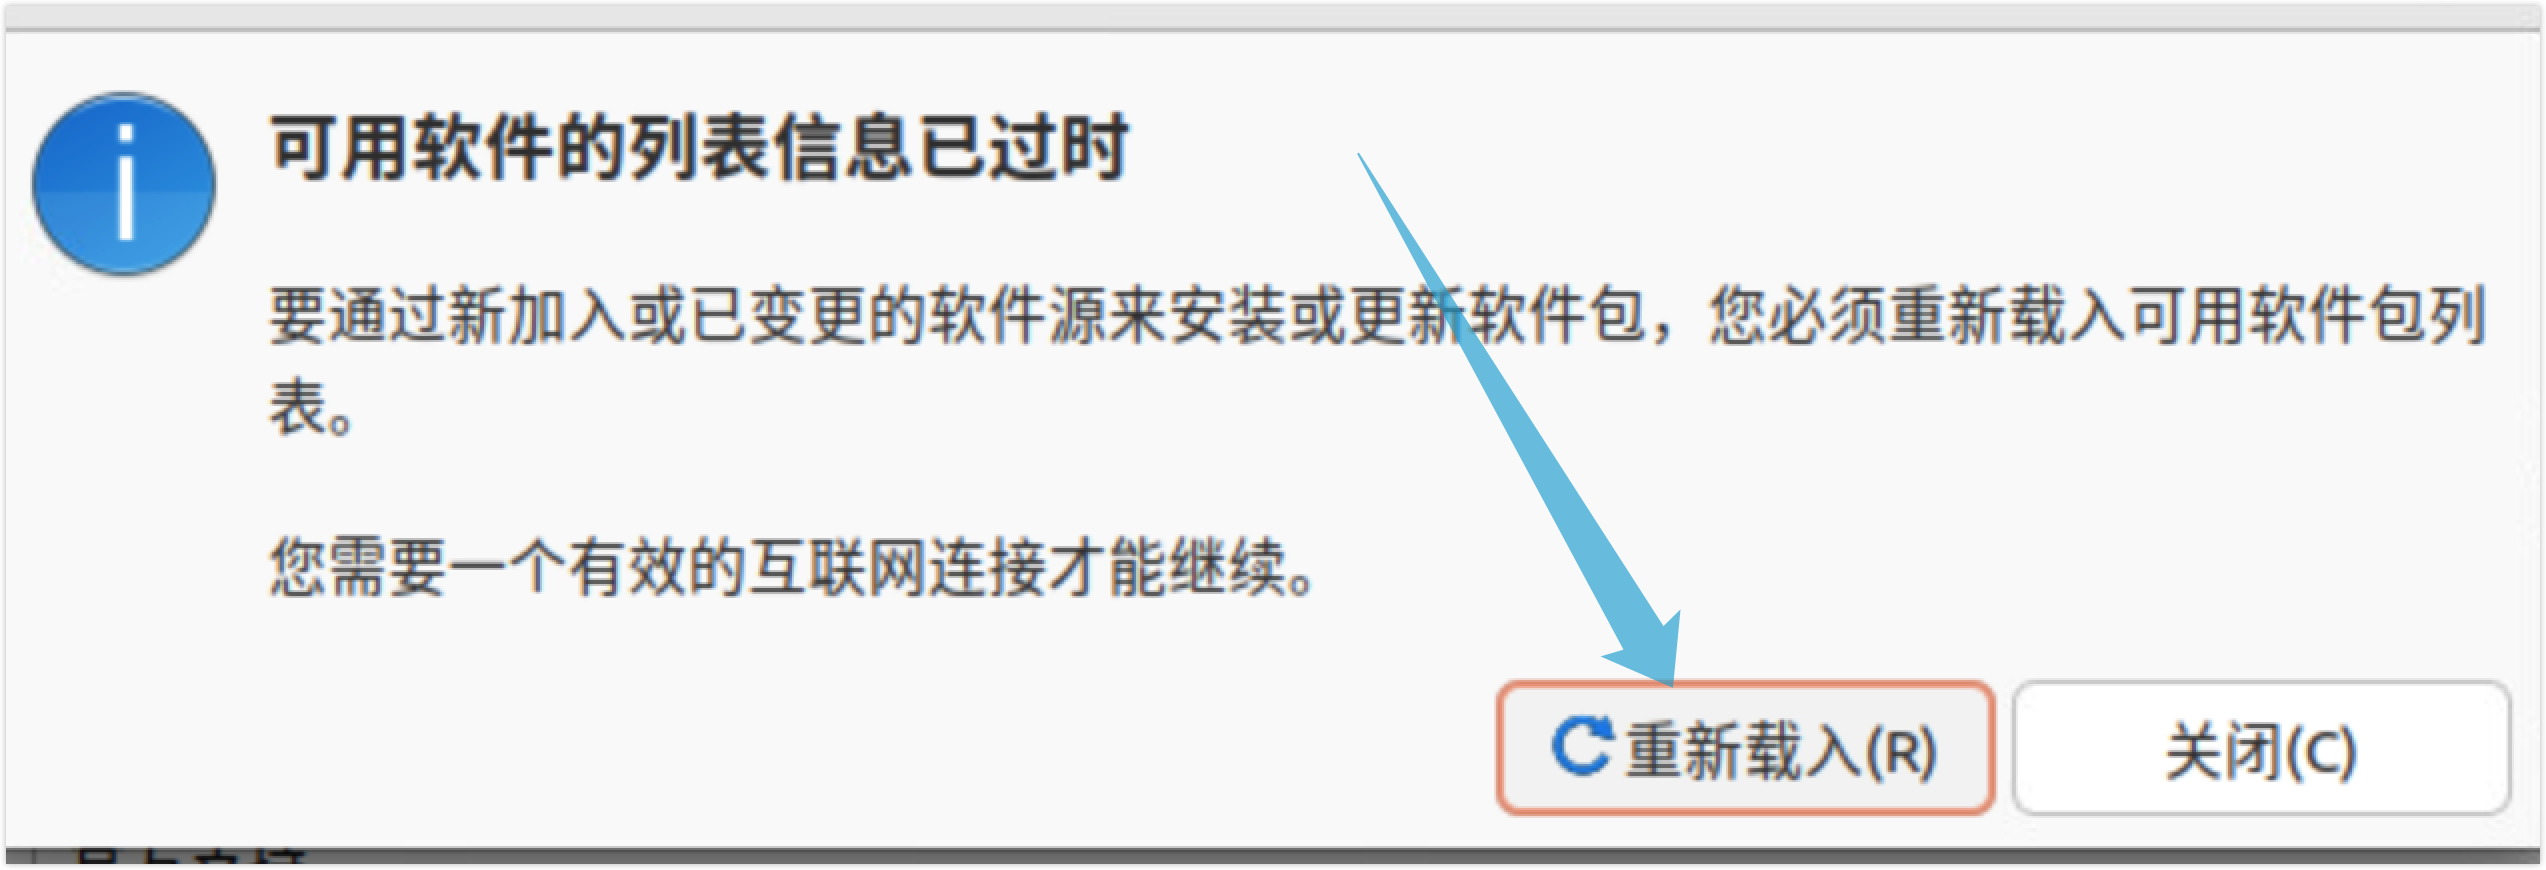 可用软件的列表信息已过时
要通过新加入或已变更的软件源来安装或更新软件包，您必须重新载入可用软件包列
表。
您需要一个有效的互联网连接才能继续。
重新载入(R) 关闭(C)